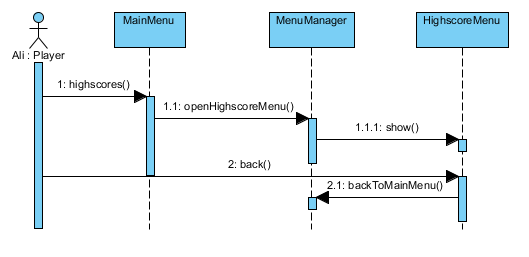 MainMenu
MenuManager
HighscoreMenu
Ali : Player
1: highscores()
1.1: openHighscoreMenu()
1.1.1: show()
2: back()
2.1: backToMainMenu()